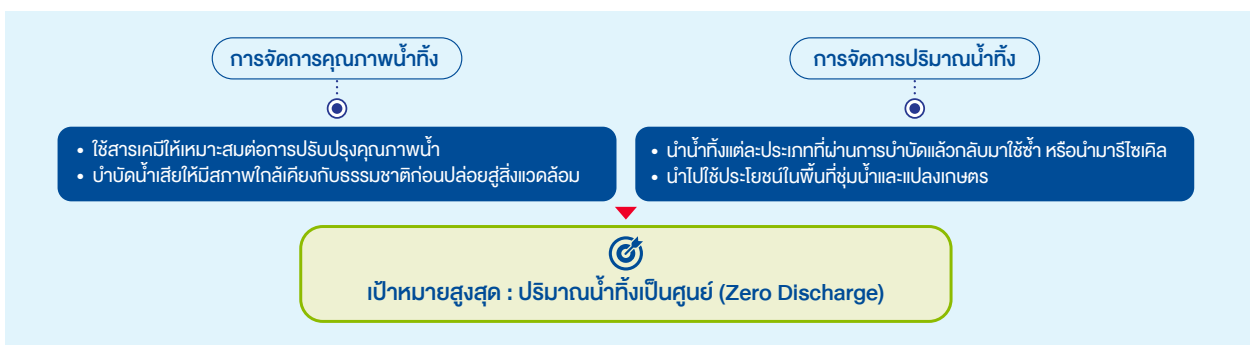 การจัดการคุณภาพน้ำทิ้ง
• ใช้สารเคมีให้เหมาะสมต่อการปรับปรุงคุณภาพน้ำ
• บำบัดน้ำเสียให้มีสภาพใกล้เคียงกับธรรมชาติก่อนปล่อยสู่สิ่งแวดล้อม
การจัดการปริมาณน้ำทิ้ง
• นำน้ำทิ้งแต่ละประเภทที่ผ่านการบำบัดแล้วกลับมาใช้ซ้ำ หรือนำมารีไซเคิล
• นำไปใช้ประโยชน์ในพื้นที่ชุ่มน้ำและแปลงเกษตร
เป้าหมายสูงสุด : ปริมาณน้ำทิ้งเป็นศูนย์ (Zero Discharge)